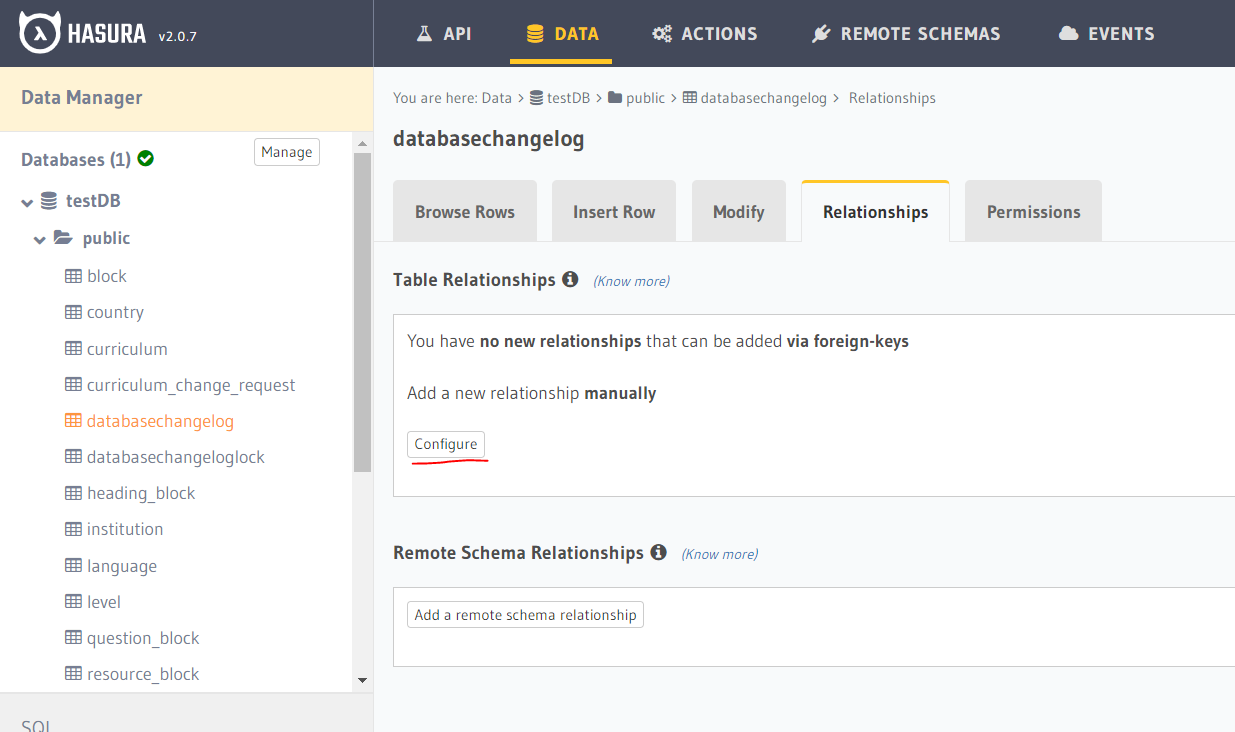 HASURA v2.0.7
API
DATA
ACTIONS
REMOTE SCHEMAS
EVENTS
Data Manager
Databases (1)
Manage
testDB
public
block
country
curriculum
curriculum_change_request
databasechangelog
databasechangeloglock
heading_block
institution
language
level
question_block
resource_block
SQL
You are here: Data > testDB > public > databasechangelog > Relationships
databasechangelog
Browse Rows
Insert Row
Modify
Relationships
Permissions
Table Relationships (Know more)
You have no new relationships that can be added via foreign-keys
Add a new relationship manually
Configure
Remote Schema Relationships (Know more)
Add a remote schema relationship